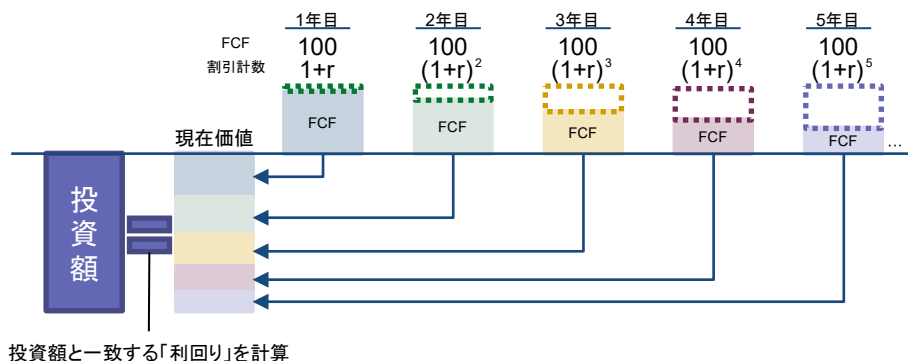 1年目 2年目 3年目 4年目 5年目
FCF 100 100 100 100 100
割引計数 1+r (1+r)² (1+r)³ (1+r)⁴ (1+r)⁵
FCF FCF FCF FCF FCF ...
現在価値
投資額
投資額と一致する「利回り」を計算